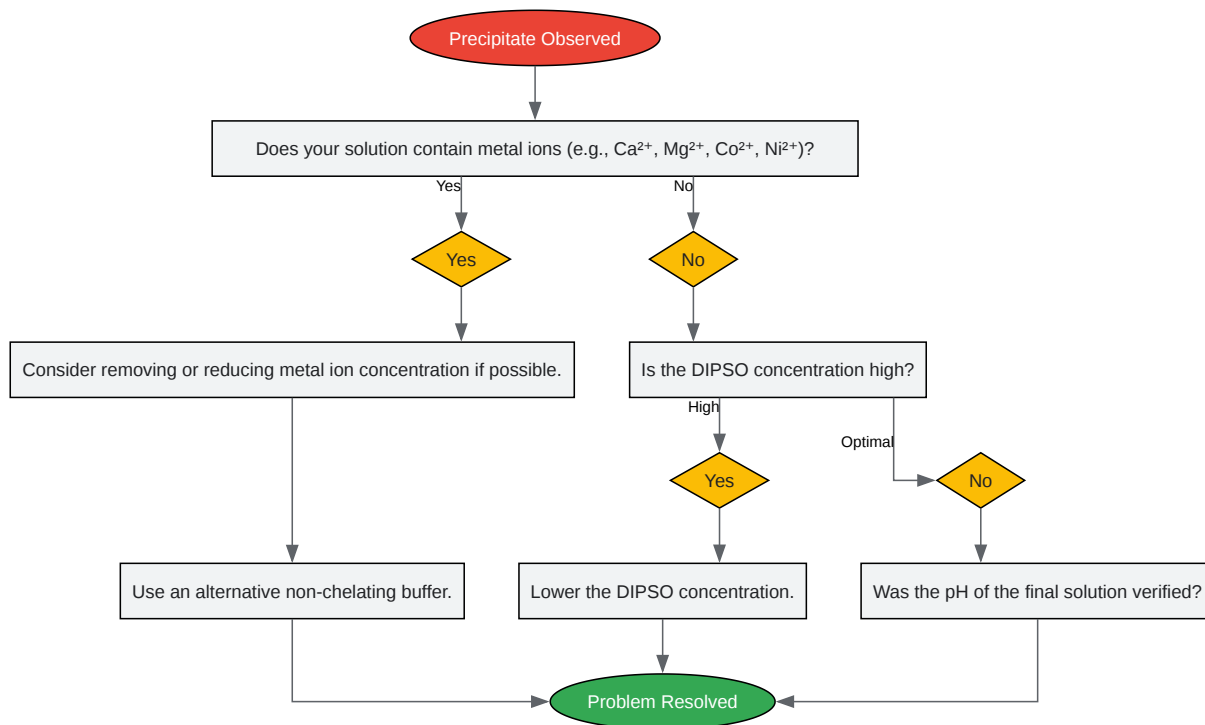 Precipitate Observed
Does your solution contain metal ions (e.g., Ca²⁺, Mg²⁺, Co²⁺, Ni²⁺)?
Yes
No
Yes
No
Consider removing or reducing metal ion concentration if possible.
Is the DIPSO concentration high?
High
Optimal
Yes
No
Use an alternative non-chelating buffer.
Lower the DIPSO concentration.
Was the pH of the final solution verified?
Problem Resolved